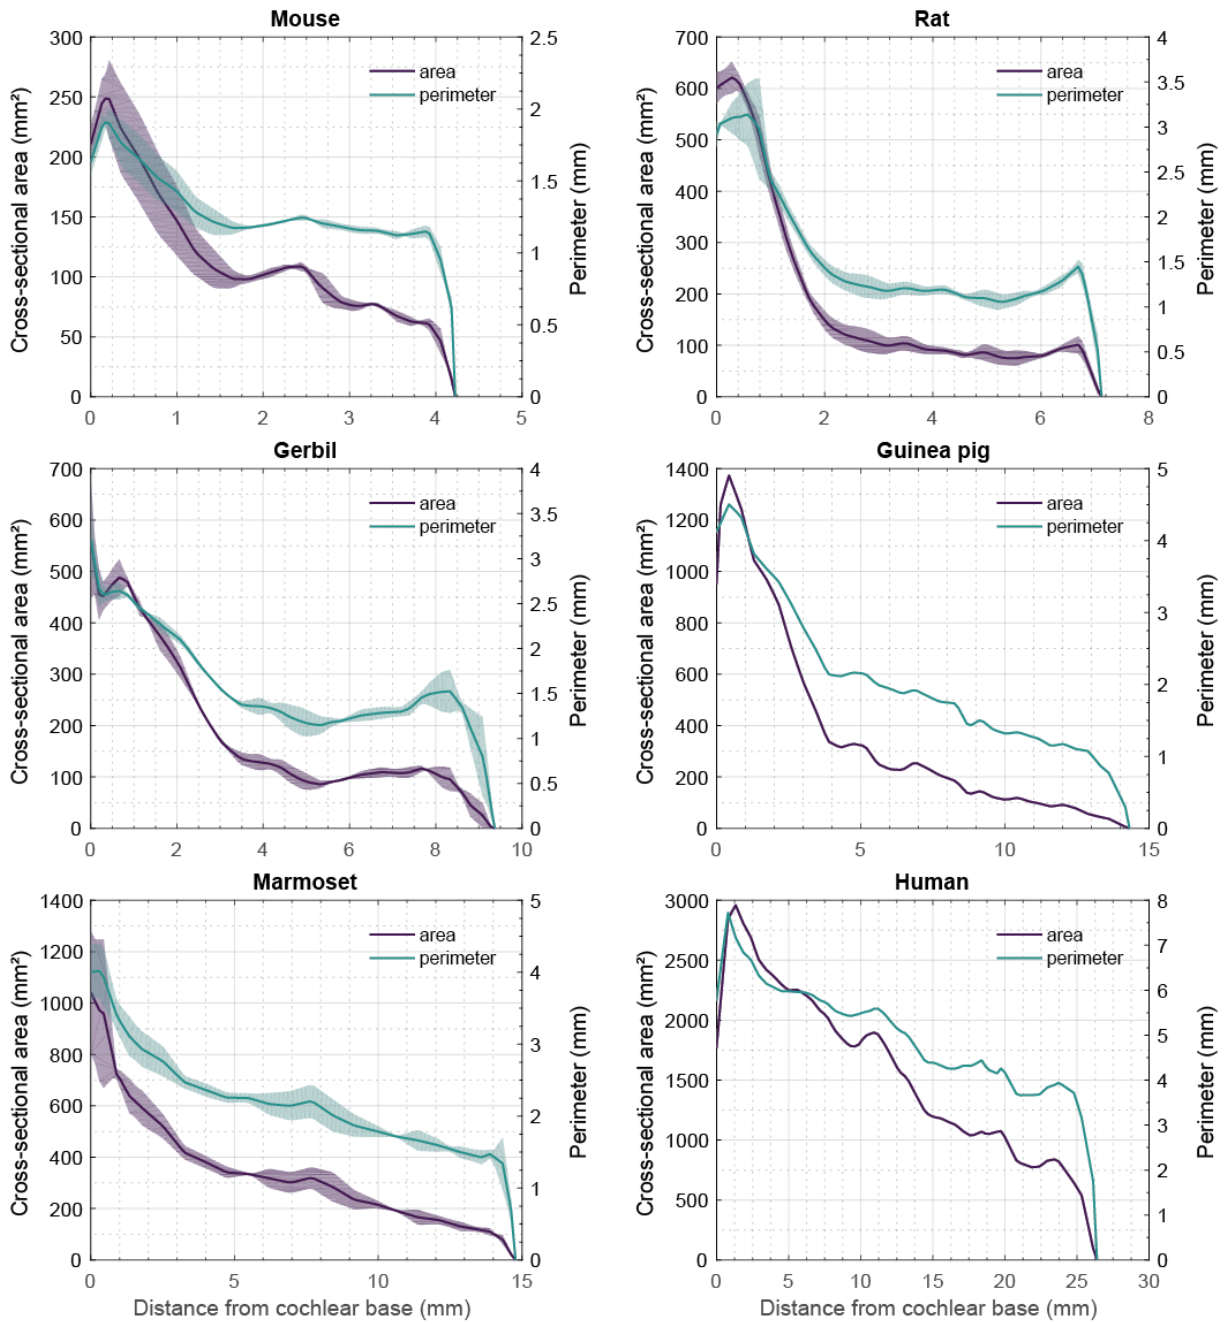 Mouse
Cross-sectional area (mm²)
300
250
200
150
100
50
0
area
perimeter
2.5
2
1.5
1
0.5
0
Perimeter (mm)
0 1 2 3 4 5
Rat
Cross-sectional area (mm²)
700
600
500
400
300
200
100
0
area
perimeter
4
3.5
3
2.5
2
1.5
1
0.5
0
Perimeter (mm)
0 2 4 6 8
Gerbil
Cross-sectional area (mm²)
700
600
500
400
300
200
100
0
area
perimeter
4
3.5
3
2.5
2
1.5
1
0.5
0
Perimeter (mm)
0 2 4 6 8 10
Guinea pig
Cross-sectional area (mm²)
1400
1200
1000
800
600
400
200
0
area
perimeter
5
4
3
2
1
0
Perimeter (mm)
0 5 10 15
Marmoset
Cross-sectional area (mm²)
1400
1200
1000
800
600
400
200
0
area
perimeter
5
4
3
2
1
0
Perimeter (mm)
0 5 10 15
Distance from cochlear base (mm)
Human
Cross-sectional area (mm²)
3000
2500
2000
1500
1000
500
0
area
perimeter
8
7
6
5
4
3
2
1
0
Perimeter (mm)
0 5 10 15 20 25 30
Distance from cochlear base (mm)